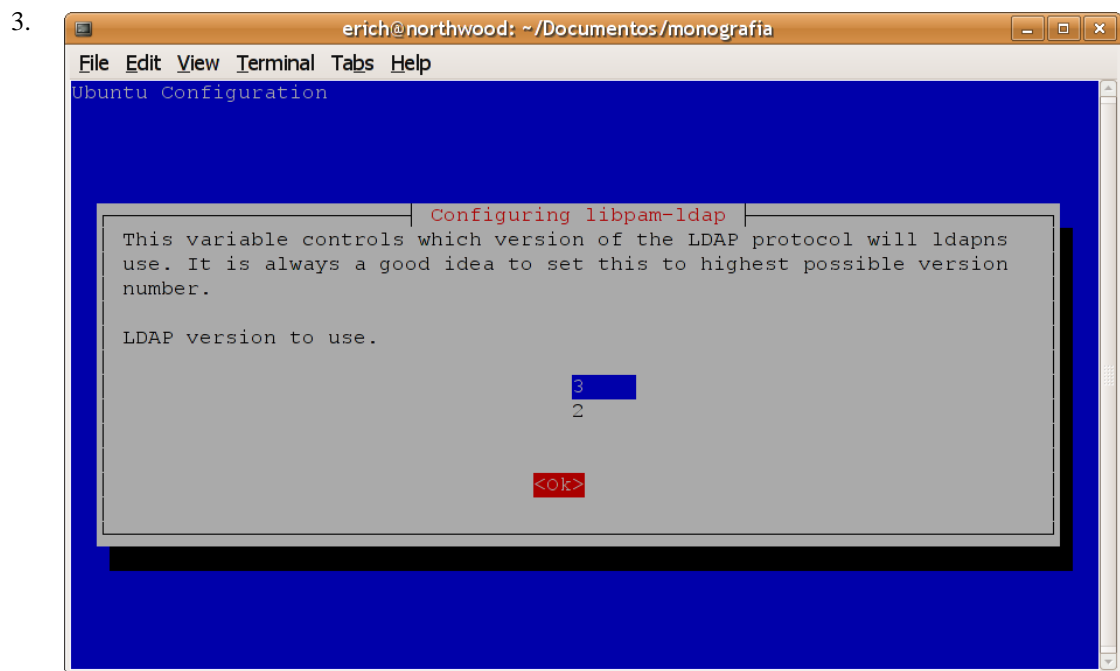 3.
erich@northwood: ~/Documentos/monografia
File Edit View Terminal Tabs Help
Ubuntu Configuration
Configuring libpam-ldap
This variable controls which version of the LDAP protocol will ldapns
use. It is always a good idea to set this to highest possible version
number.
LDAP version to use.
3
2
<Ok>